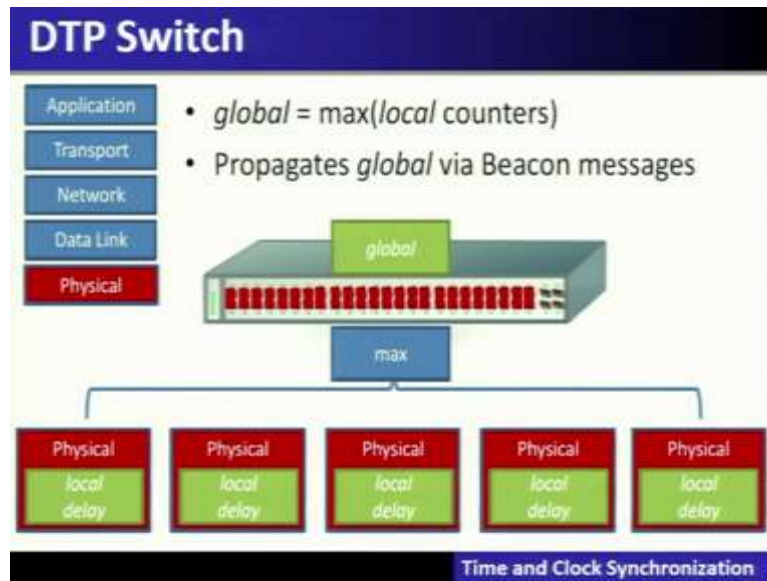 DTP Switch
Application
Transport
Network
Data Link
Physical
• global = max(local counters)
• Propagates global via Beacon messages
global
max
Physical
local
delay
Physical
local
delay
Physical
local
delay
Physical
local
delay
Physical
local
delay
Time and Clock Synchronization